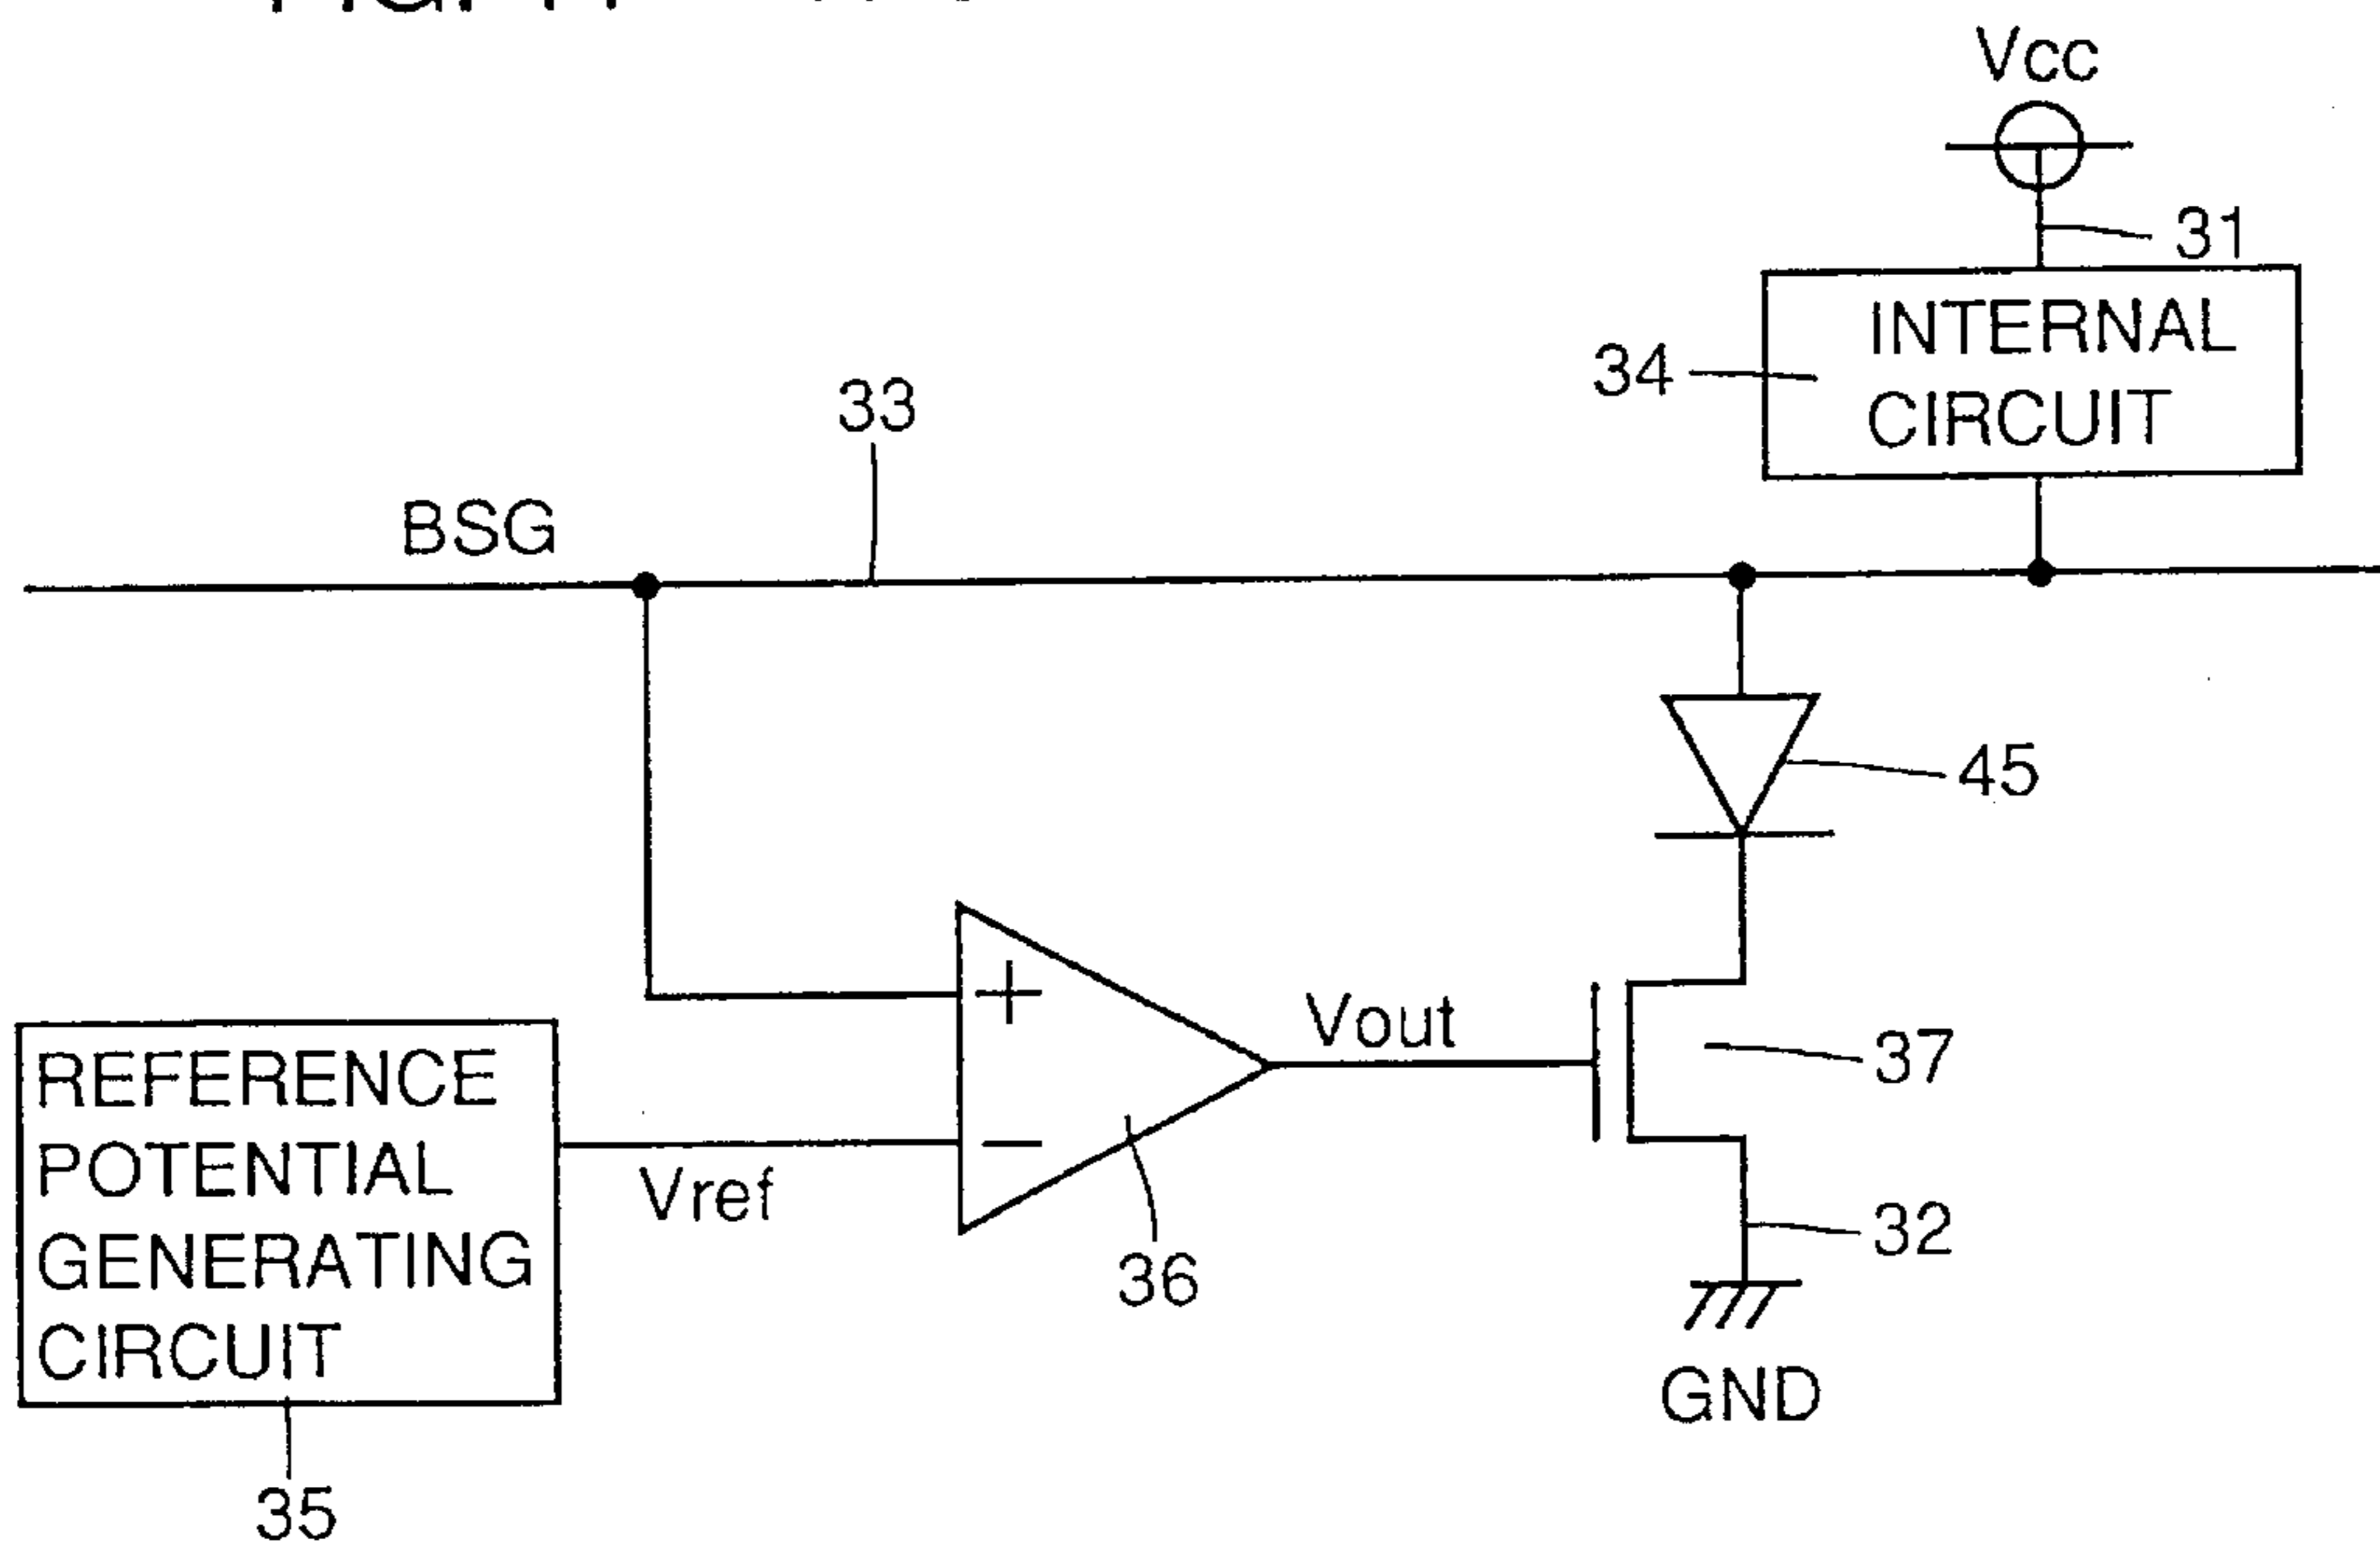 Vcc
31
INTERNAL
CIRCUIT
34
33
BSG
45
+
Vout
37
REFERENCE
POTENTIAL
GENERATING
CIRCUIT
Vref
−
36
32
GND
35